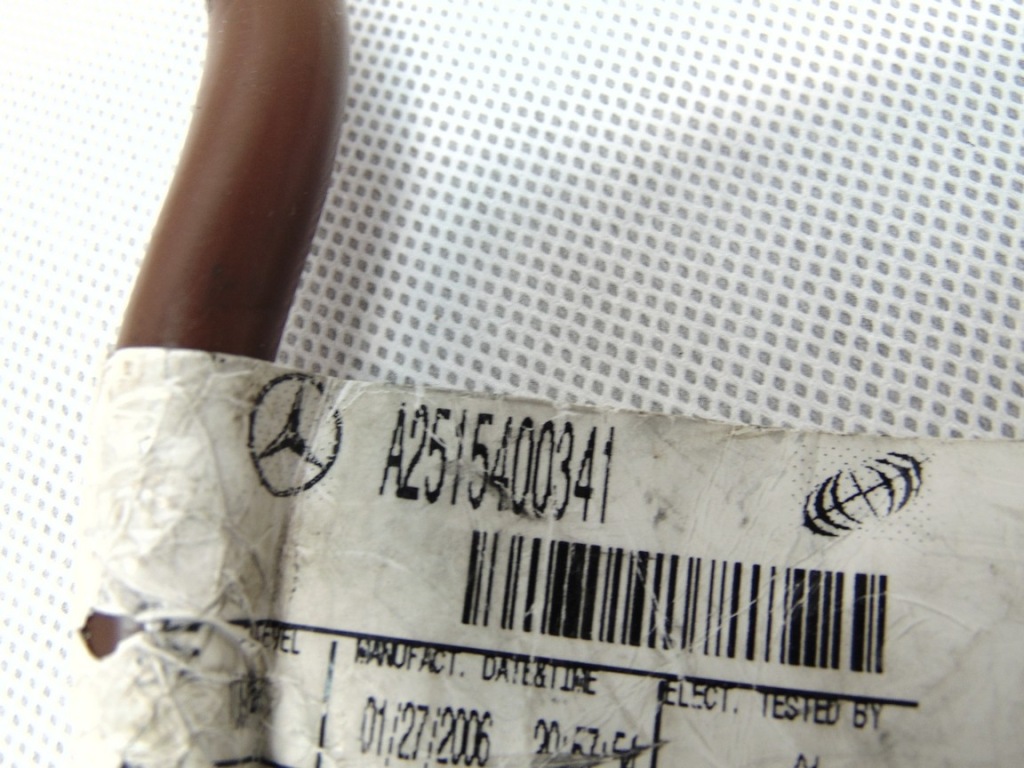 A2515400341
MANUFACT. DATE&TIME
ELECT. TESTED BY
01/27/2006